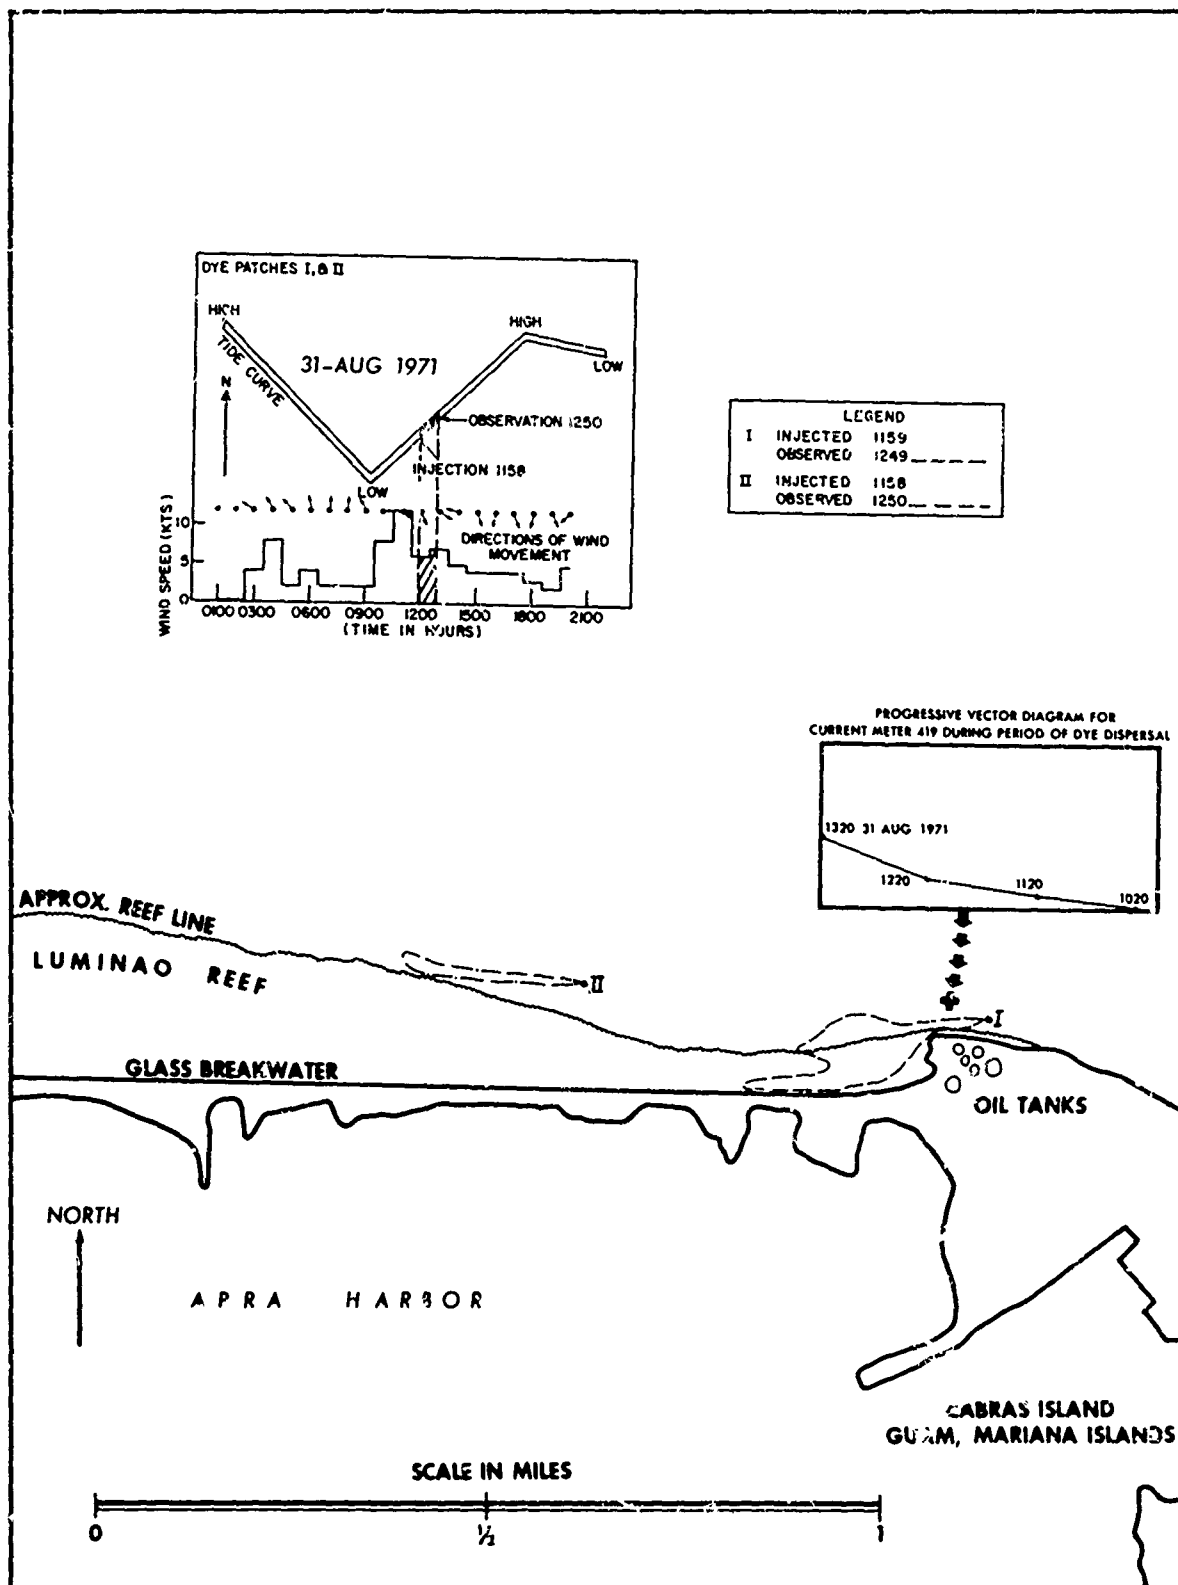 DYE PATCHES I, & II
HIGH
TIDE CURVE
N
31-AUG 1971
HIGH
LOW
OBSERVATION 1250
INJECTION 1158
LOW
DIRECTIONS OF WIND
MOVEMENT
WIND SPEED (KTS)
10
5
0
0100 0300 0600 0900 1200 1500 1800 2100
(TIME IN HOURS)
LEGEND
I INJECTED 1159
OBSERVED 1249
II INJECTED 1158
OBSERVED 1250
PROGRESSIVE VECTOR DIAGRAM FOR
CURRENT METER 419 DURING PERIOD OF DYE DISPERSAL
1320 31 AUG 1971
1220
1120
1020
APPROX. REEF LINE
LUMINAO REEF
II
I
GLASS BREAKWATER
OIL TANKS
NORTH
APRA HARBOR
CABRAS ISLAND
GUAM, MARIANA ISLANDS
SCALE IN MILES
0 ½ 1